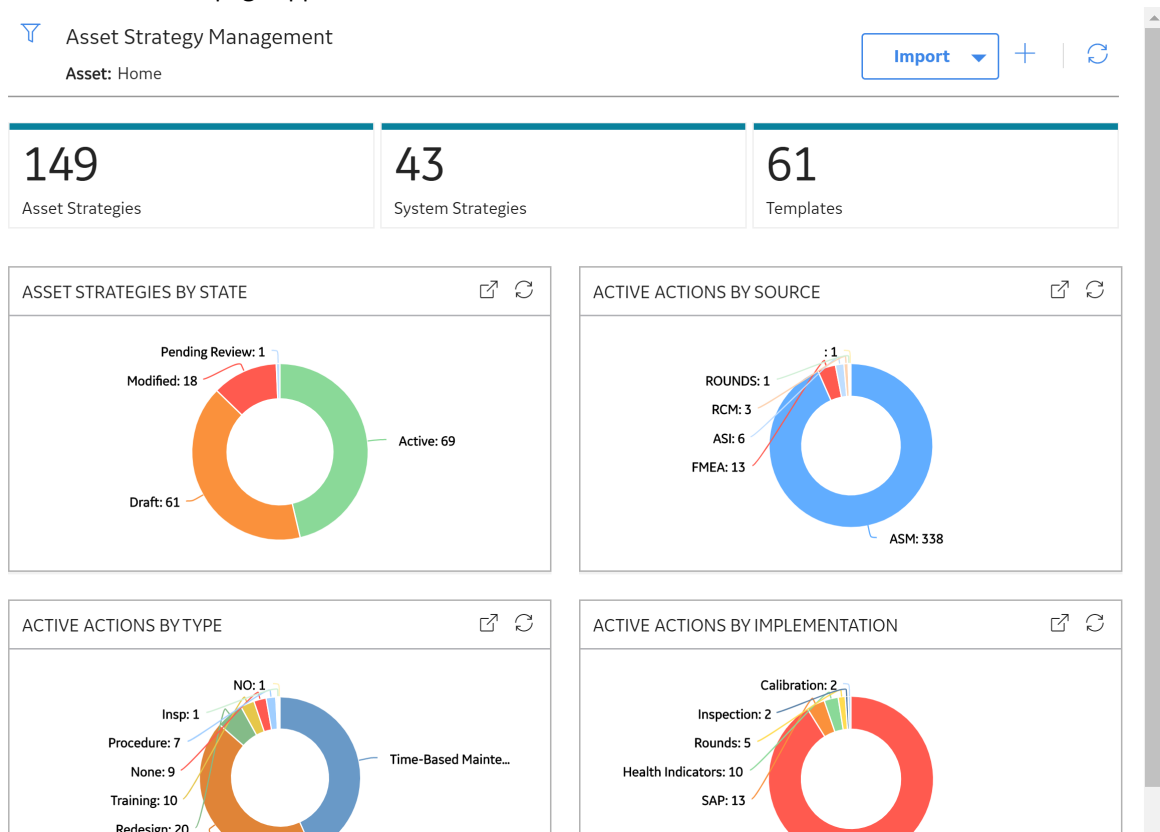 Asset Strategy Management
Asset: Home
Import
149
Asset Strategies
43
System Strategies
61
Templates
ASSET STRATEGIES BY STATE
Pending Review: 1
Modified: 18
Active: 69
Draft: 61
ACTIVE ACTIONS BY SOURCE
: 1
ROUNDS: 1
RCM: 3
ASI: 6
FMEA: 13
ASM: 338
ACTIVE ACTIONS BY TYPE
NO: 1
Insp: 1
Procedure: 7
None: 9
Training: 10
Redesign: 20
Time-Based Mainte...
ACTIVE ACTIONS BY IMPLEMENTATION
Calibration: 2
Inspection: 2
Rounds: 5
Health Indicators: 10
SAP: 13